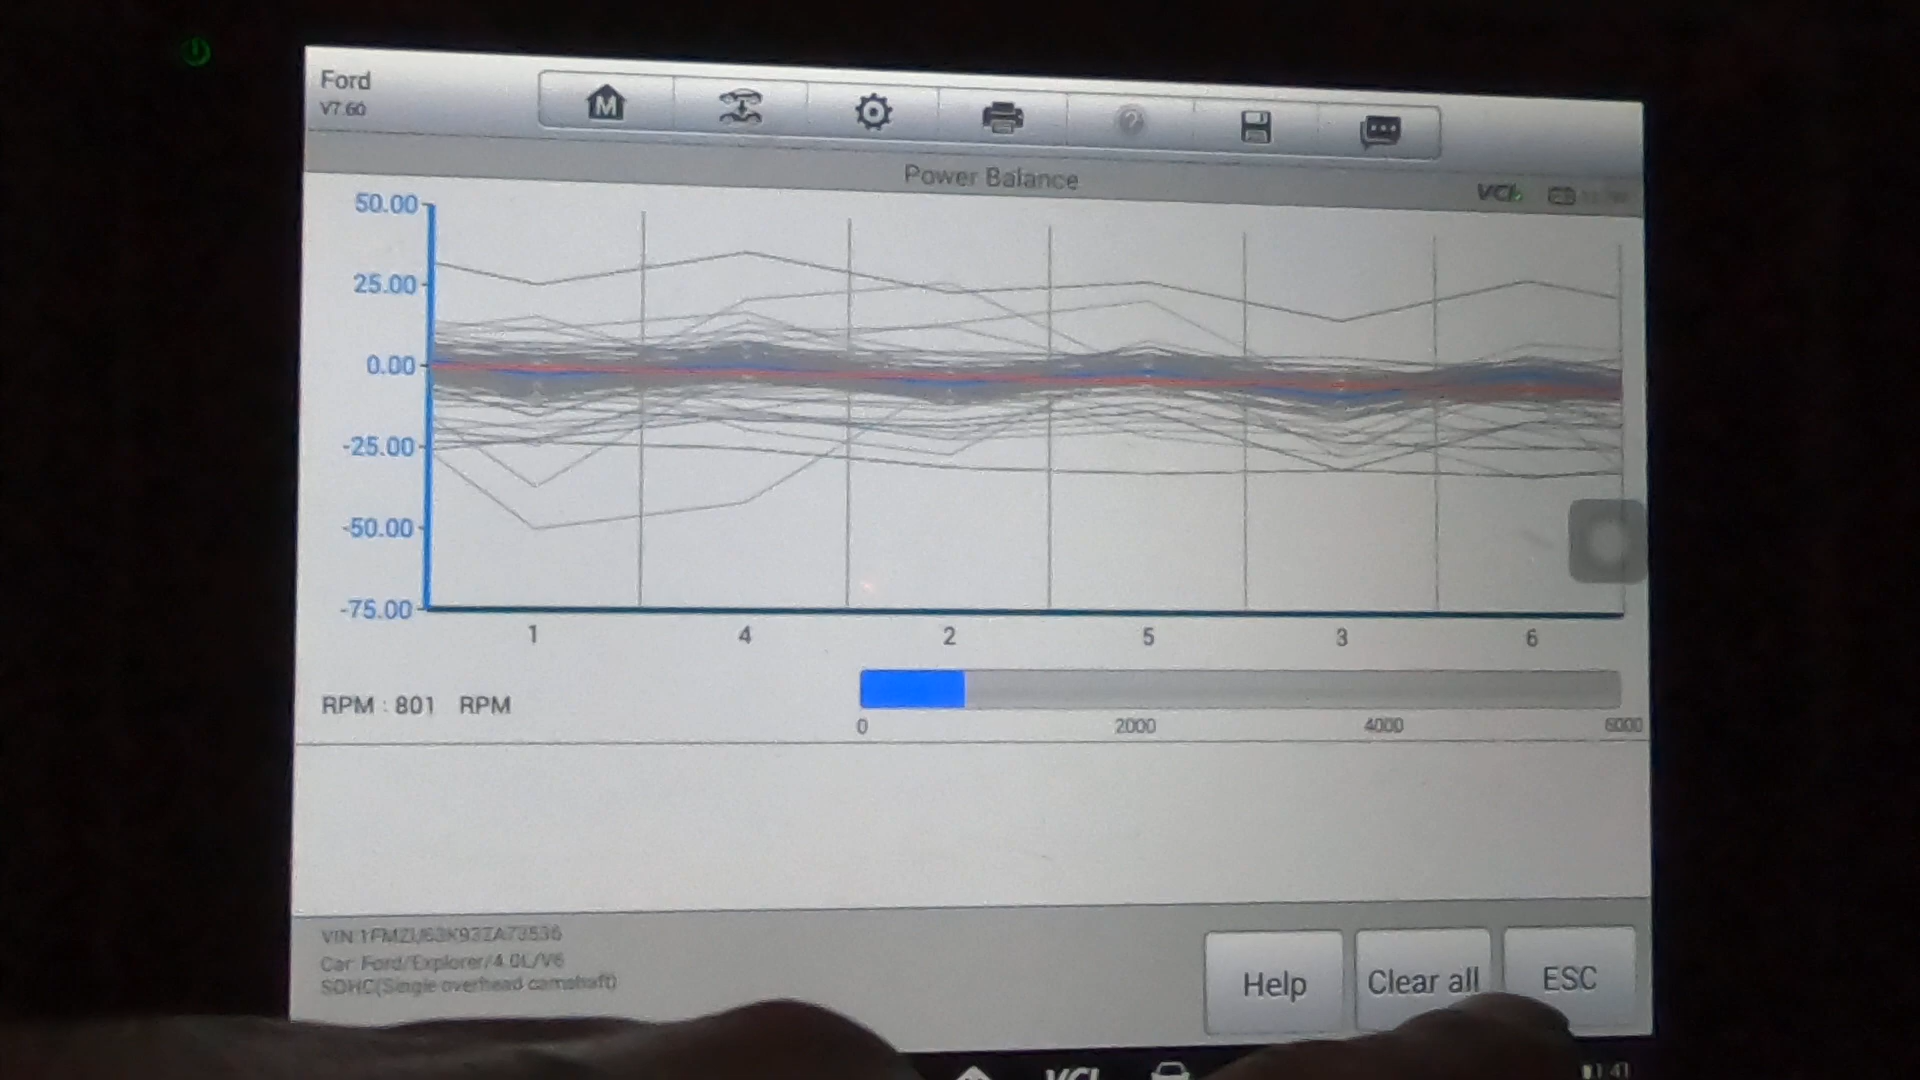 Ford
V7.60
M
?
Power Balance
VCI
50.00
25.00
0.00
-25.00
-50.00
-75.00
1 4 2 5 3 6
RPM : 801 RPM
0 2000 4000 6000
Car: Ford/Explorer/4.0L/V6
SOHC(Single overhead camshaft)
Help
Clear all
ESC
VCI